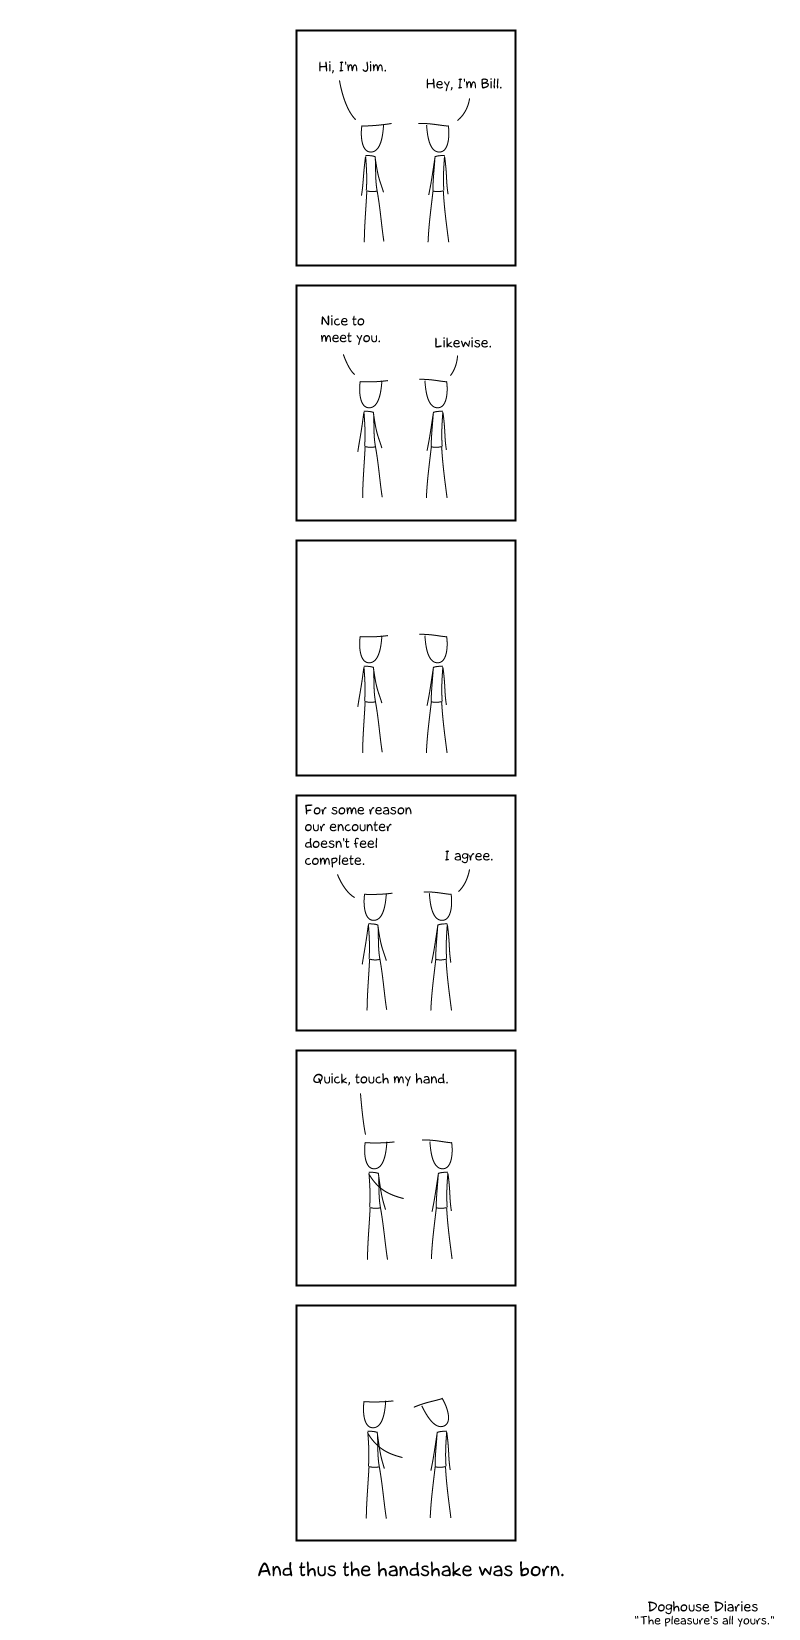 Hi, I'm Jim.
Hey, I'm Bill.
Nice to
meet you.
Likewise.
For some reason
our encounter
doesn't feel
complete.
I agree.
Quick, touch my hand.
And thus the handshake was born.
Doghouse Diaries
"The pleasure's all yours."